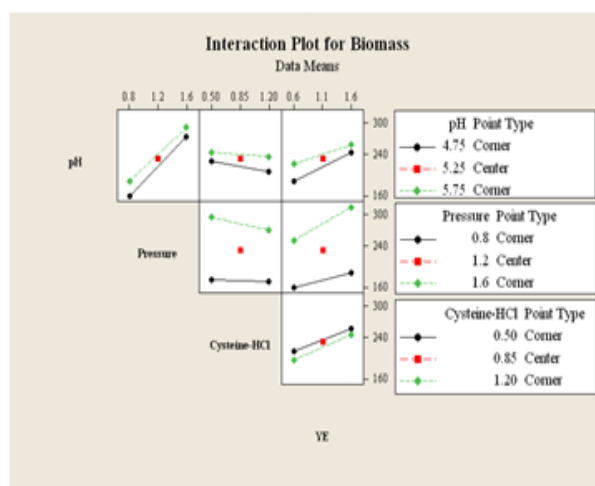 Interaction Plot for Biomass
Data Means
0.8 1.2 1.6 0.50 0.85 1.20 0.6 1.1 1.6
pH
300
240
160
pH Point Type
4.75 Corner
5.25 Center
5.75 Corner
Pressure
300
240
160
Pressure Point Type
0.8 Corner
1.2 Center
1.6 Corner
Cysteine-HCl
300
240
160
Cysteine-HCl Point Type
0.50 Corner
0.85 Center
1.20 Corner
YE